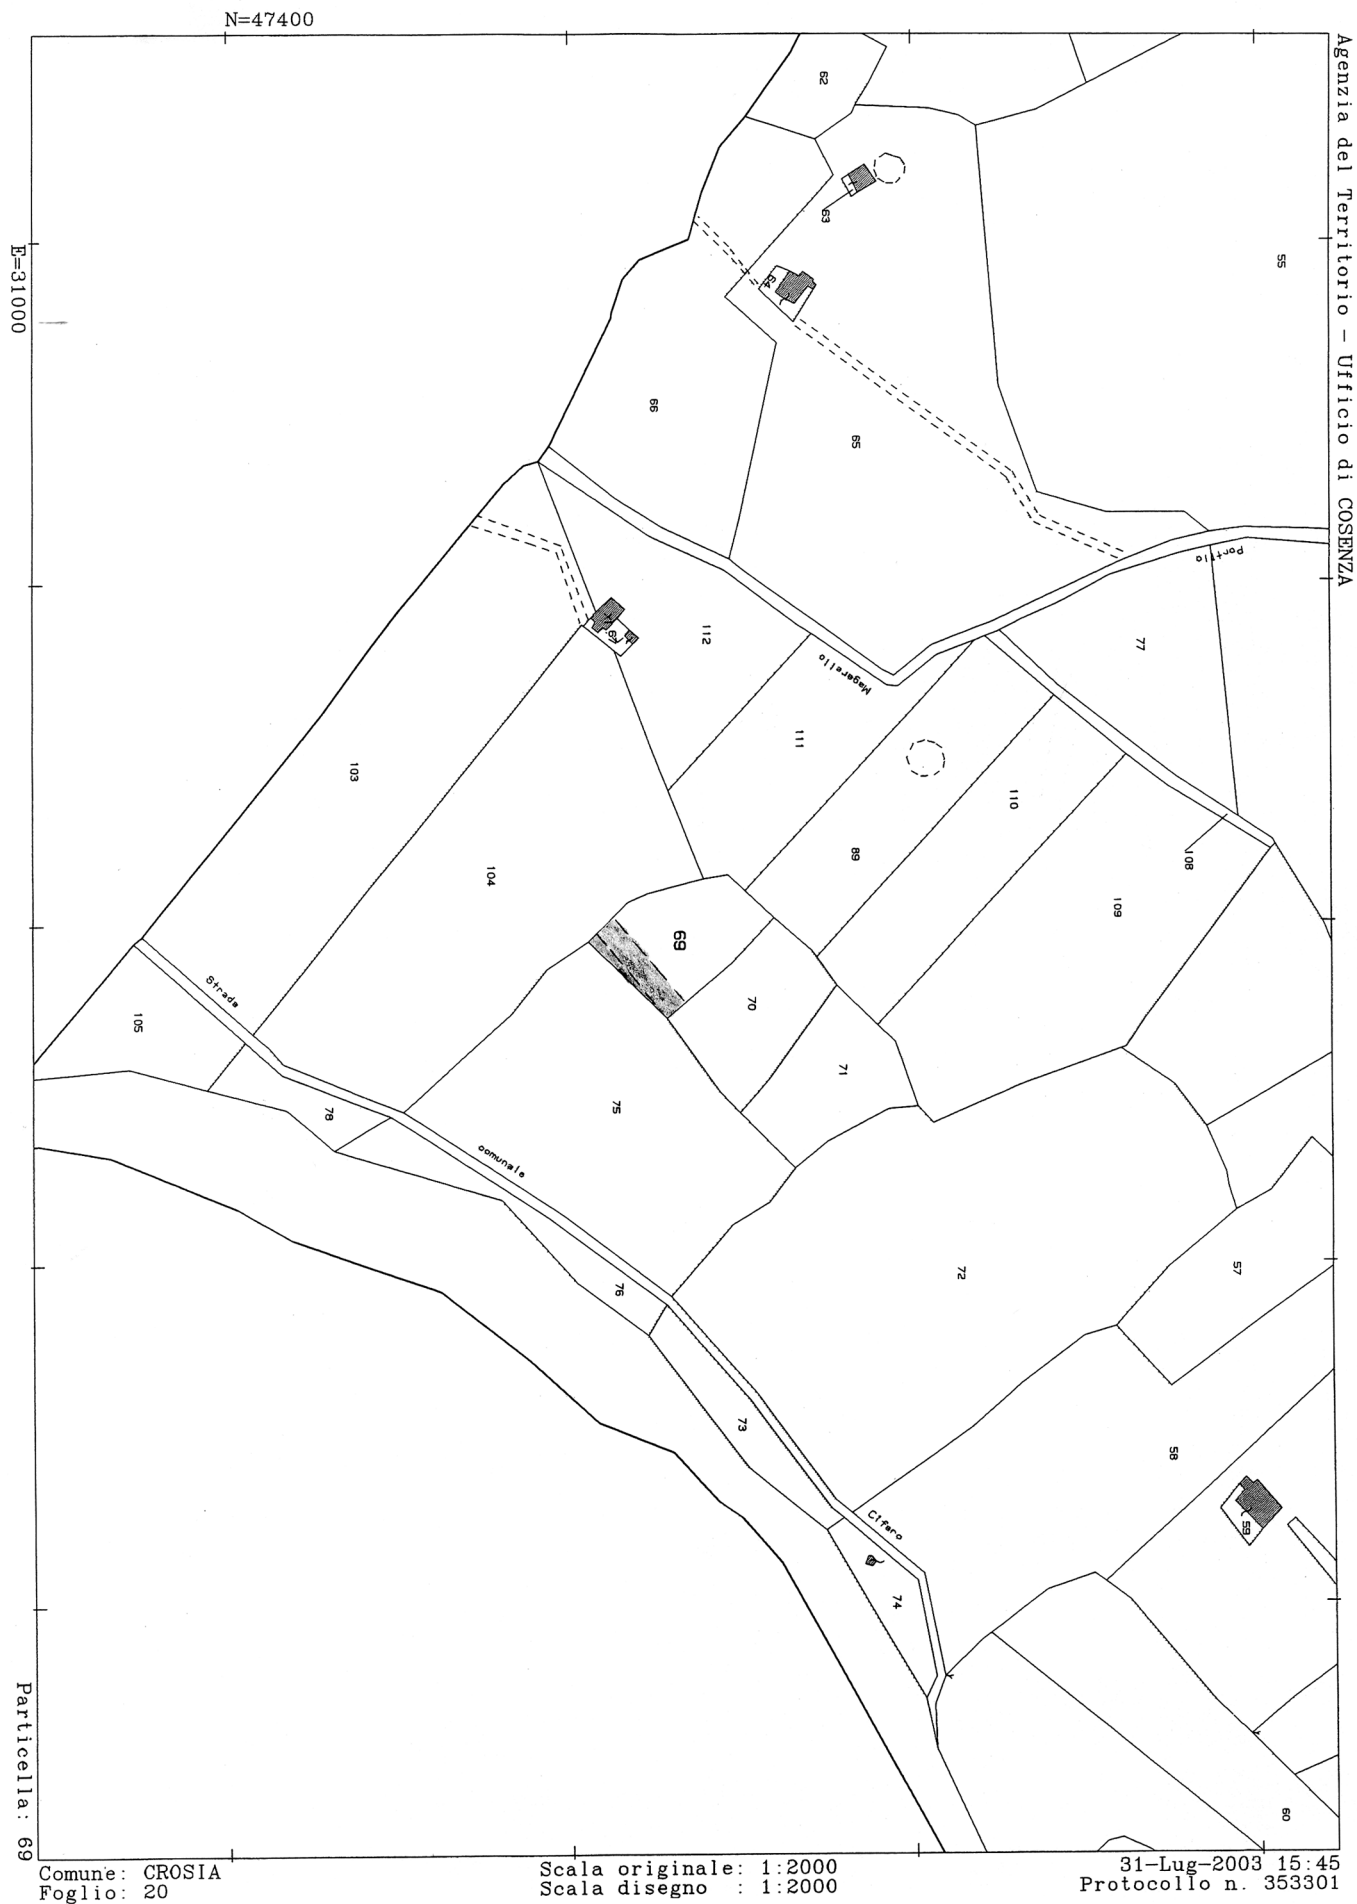 N=47400
Agenzia del Territorio - Ufficio di COSENZA
E=31000
62
63
55
64
66
65
Portito
77
112
Magarello
111
103
110
89
108
104
109
69
70
Strada
105
71
75
78
comunale
72
57
76
73
58
59
Cifaro
74
60
Particella: 69
Comune: CROSIA
Foglio: 20
Scala originale: 1:2000
Scala disegno : 1:2000
31-Lug-2003 15:45
Protocollo n. 353301